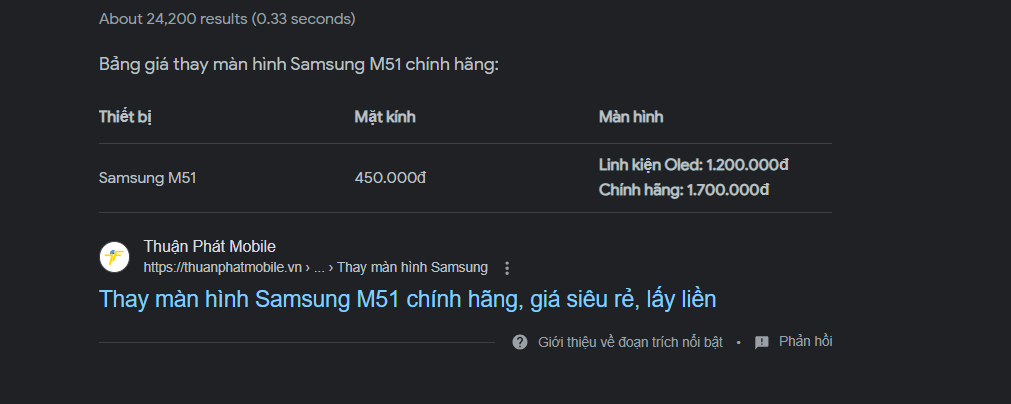 About 24,200 results (0.33 seconds)
Bảng giá thay màn hình Samsung M51 chính hãng:
Thiết bị Mặt kính Màn hình
Samsung M51 450.000đ Linh kiện Oled: 1.200.000đ
Chính hãng: 1.700.000đ
Thuận Phát Mobile
https://thuanphatmobile.vn › ... › Thay màn hình Samsung
Thay màn hình Samsung M51 chính hãng, giá siêu rẻ, lấy liền
Giới thiệu về đoạn trích nổi bật • Phản hồi